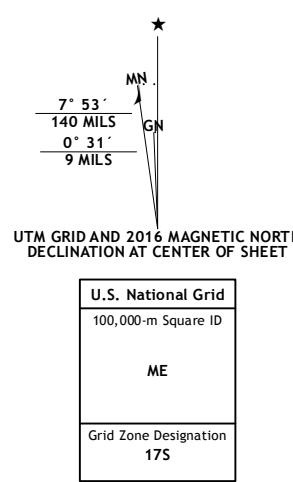 MN
GN
7° 53´
140 MILS
0° 31´
9 MILS
UTM GRID AND 2016 MAGNETIC NORT
DECLINATION AT CENTER OF SHEET
U.S. National Grid
100,000-m Square ID
ME
Grid Zone Designation
17S